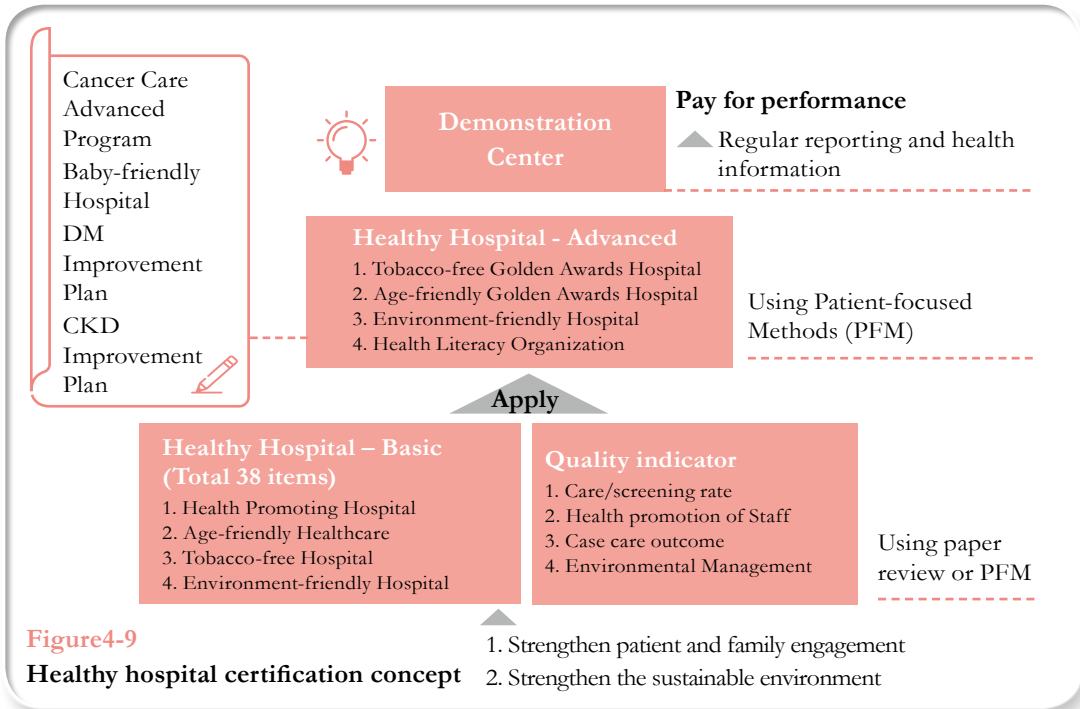 Cancer Care
Advanced
Program
Baby-friendly
Hospital
DM
Improvement
Plan
CKD
Improvement
Plan
Demonstration
Center
Pay for performance
Regular reporting and health
information
Healthy Hospital - Advanced
1. Tobacco-free Golden Awards Hospital
2. Age-friendly Golden Awards Hospital
3. Environment-friendly Hospital
4. Health Literacy Organization
Using Patient-focused
Methods (PFM)
Apply
Healthy Hospital – Basic
(Total 38 items)
1. Health Promoting Hospital
2. Age-friendly Healthcare
3. Tobacco-free Hospital
4. Environment-friendly Hospital
Quality indicator
1. Care/screening rate
2. Health promotion of Staff
3. Case care outcome
4. Environmental Management
Using paper
review or PFM
1. Strengthen patient and family engagement
2. Strengthen the sustainable environment
Figure4-9
Healthy hospital certification concept